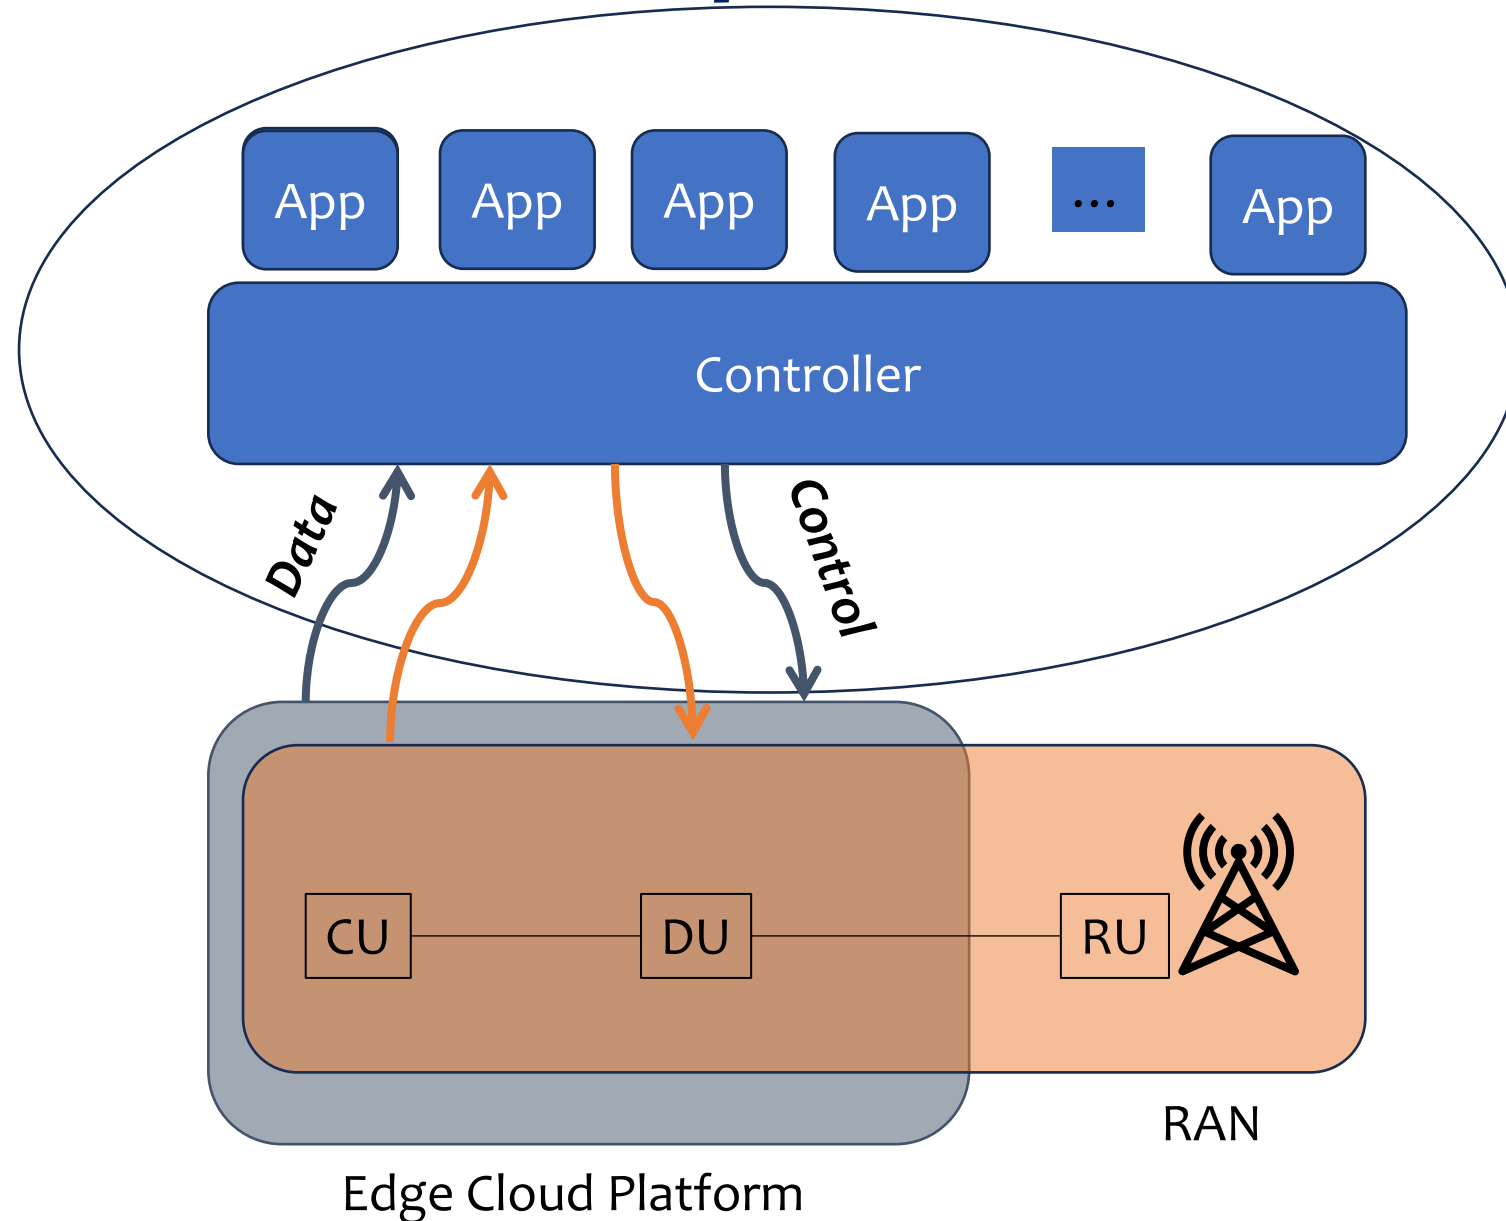 App App App App ... App
Controller
Data
Control
CU DU RU
RAN
Edge Cloud Platform